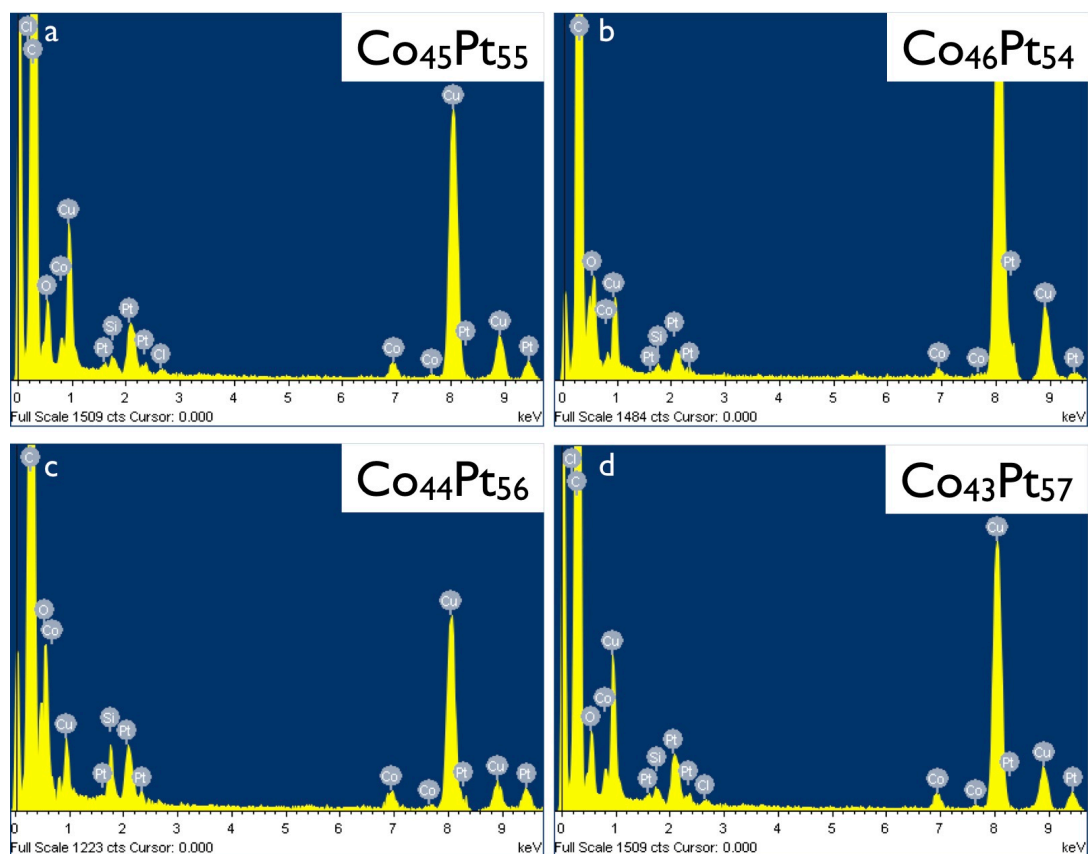 a
Co45Pt55
Cl
C
Cu
Cu
Co
O
Pt
Si
Pt
Pt
Cl
Co
Co
Pt
Cu
Pt
0 1 2 3 4 5 6 7 8 9
Full Scale 1509 cts Cursor: 0.000 keV
b
Co46Pt54
C
O
Cu
Co
Pt
Si
Pt
Pt
Co
Co
Pt
Cu
Pt
0 1 2 3 4 5 6 7 8 9
Full Scale 1484 cts Cursor: 0.000 keV
c
Co44Pt56
C
O
Co
Cu
Pt
Si
Pt
Pt
Co
Co
Cu
Pt
Cu
Pt
0 1 2 3 4 5 6 7 8 9
Full Scale 1223 cts Cursor: 0.000 keV
d
Co43Pt57
Cl
C
Cu
Cu
Co
O
Pt
Si
Pt
Pt
Cl
Co
Co
Pt
Cu
Pt
0 1 2 3 4 5 6 7 8 9
Full Scale 1509 cts Cursor: 0.000 keV